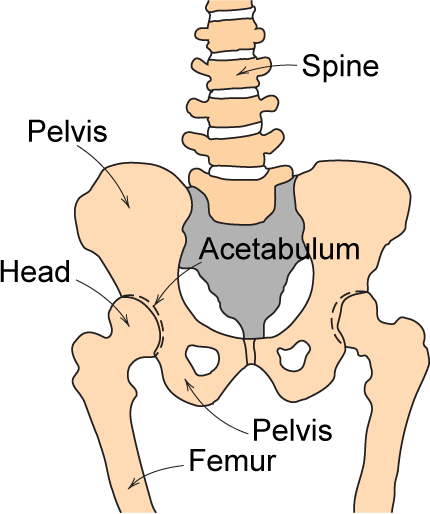 Spine
Pelvis
Acetabulum
Head
Pelvis
Femur